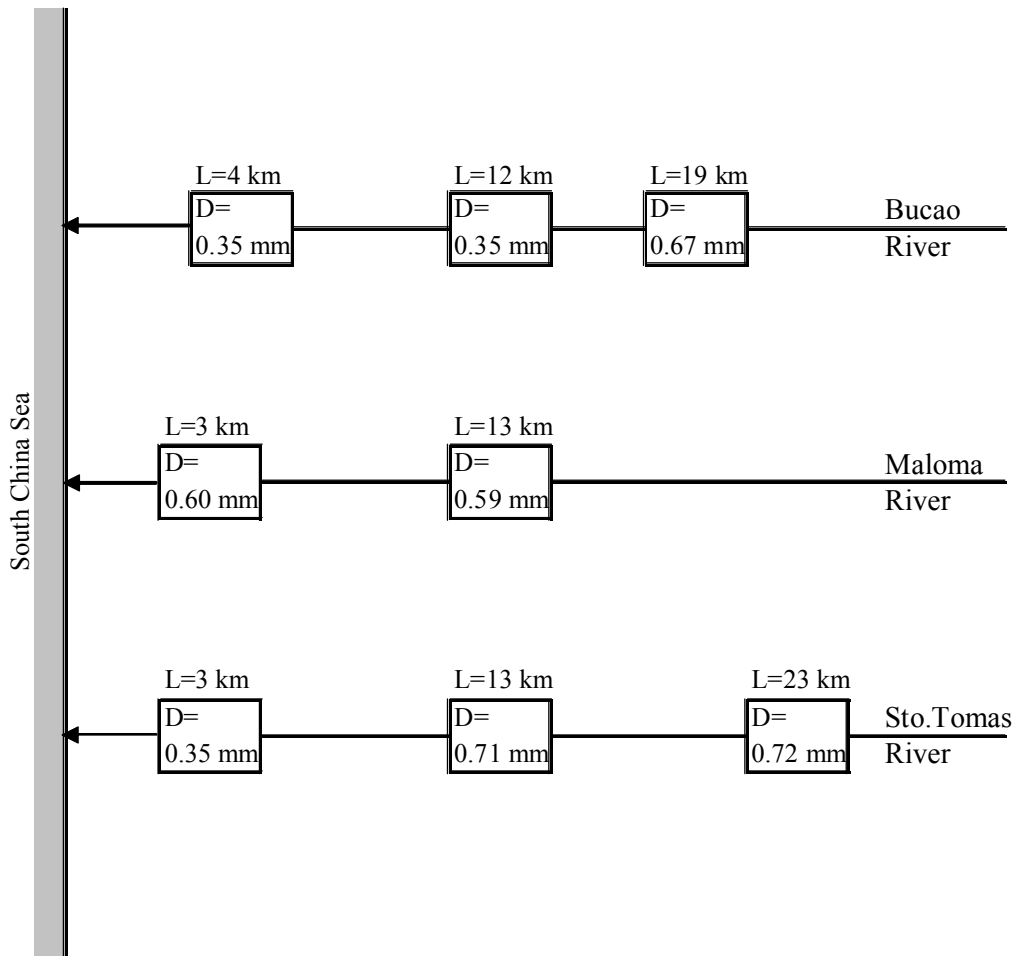 L=4 km
L=12 km
L=19 km
D=
0.35 mm
D=
0.35 mm
D=
0.67 mm
Bucao
River
South China Sea
L=3 km
L=13 km
D=
0.60 mm
D=
0.59 mm
Maloma
River
L=3 km
L=13 km
L=23 km
D=
0.35 mm
D=
0.71 mm
D=
0.72 mm
Sto.Tomas
River